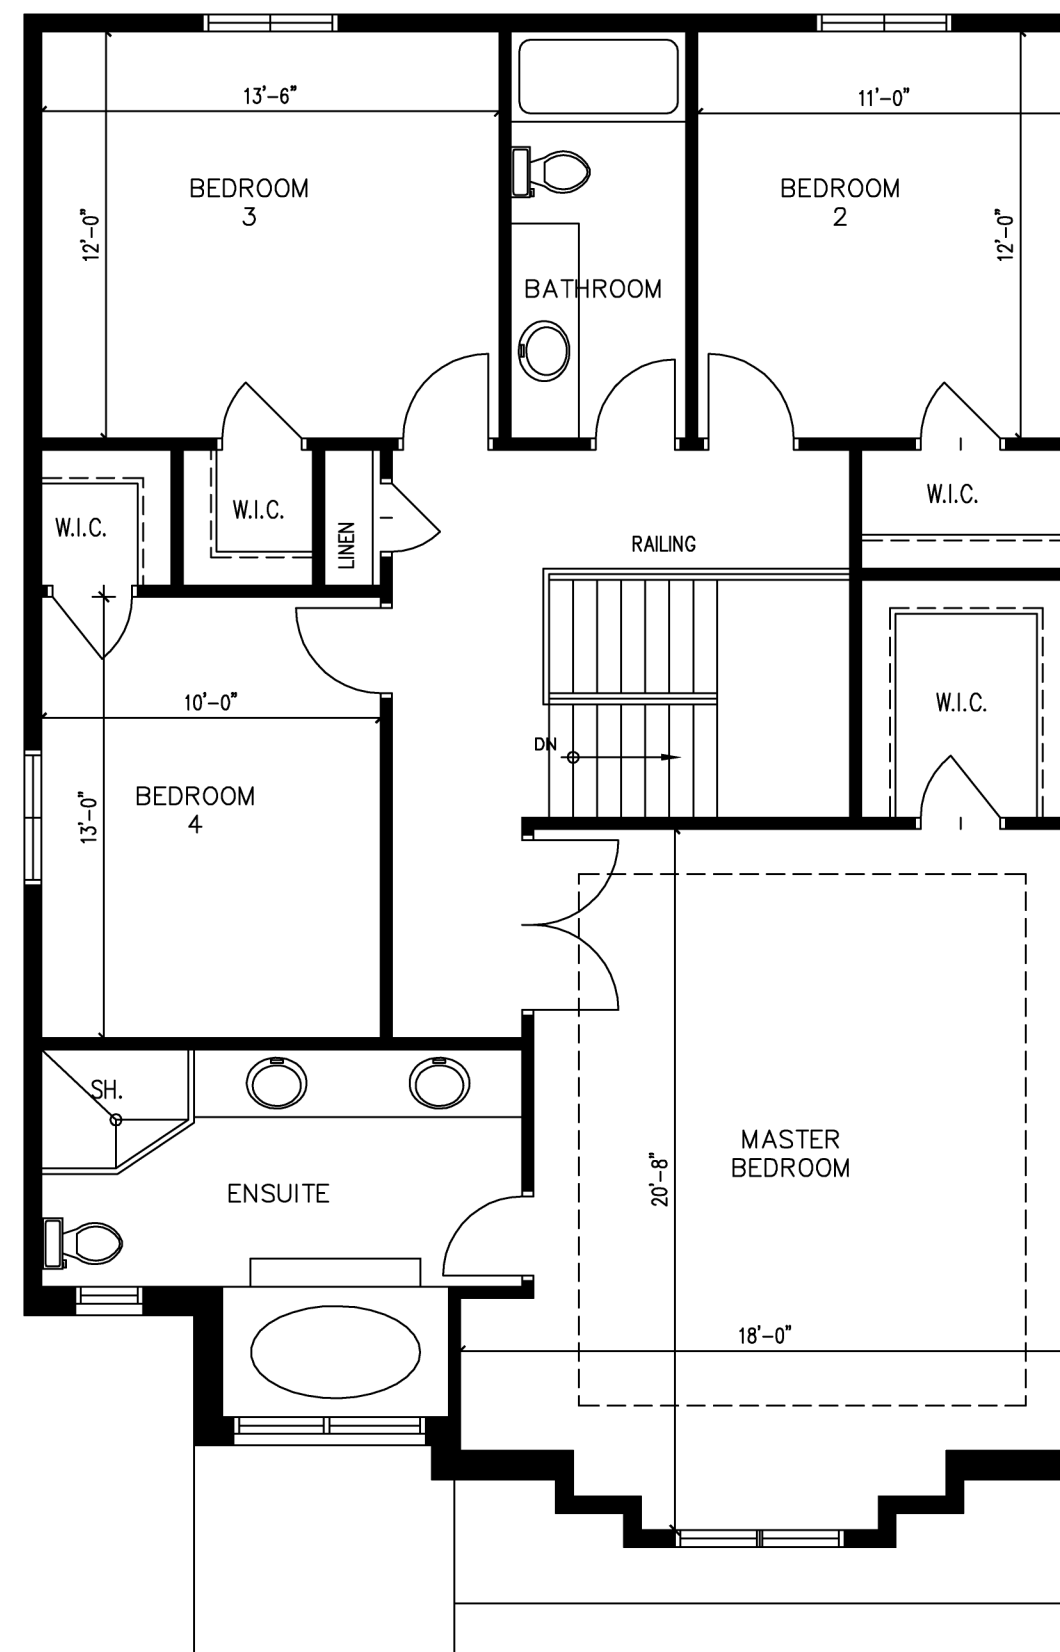 13'-6"
11'-0"
BEDROOM
3
BEDROOM
2
12'-0"
12'-0"
BATHROOM
W.I.C.
W.I.C.
W.I.C.
LINEN
RAILING
10'-0"
W.I.C.
DN
BEDROOM
4
13'-0"
SH.
MASTER
BEDROOM
20'-8"
ENSUITE
18'-0"